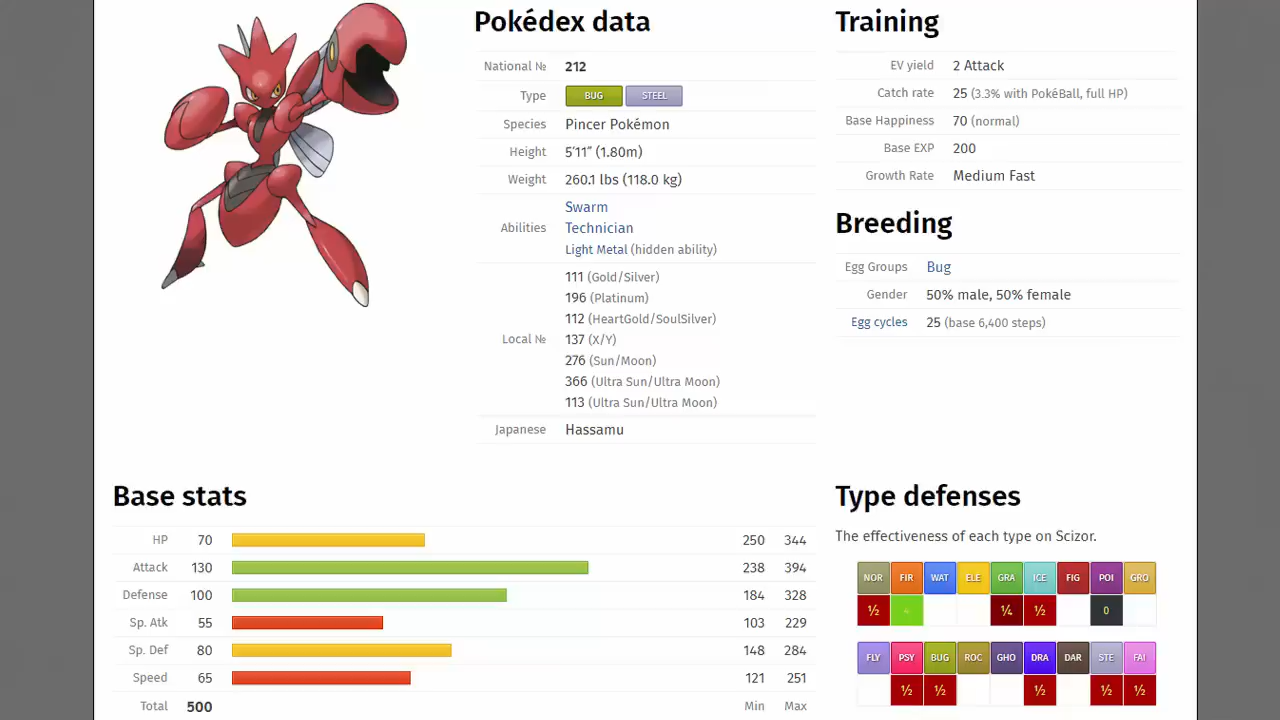 Pokédex data
National № 212
Type BUG STEEL
Species Pincer Pokémon
Height 5′11″ (1.80m)
Weight 260.1 lbs (118.0 kg)
Abilities Swarm
Technician
Light Metal (hidden ability)
Local № 111 (Gold/Silver)
196 (Platinum)
112 (HeartGold/SoulSilver)
137 (X/Y)
276 (Sun/Moon)
366 (Ultra Sun/Ultra Moon)
113 (Ultra Sun/Ultra Moon)
Japanese Hassamu
Training
EV yield 2 Attack
Catch rate 25 (3.3% with PokéBall, full HP)
Base Happiness 70 (normal)
Base EXP 200
Growth Rate Medium Fast
Breeding
Egg Groups Bug
Gender 50% male, 50% female
Egg cycles 25 (base 6,400 steps)
Base stats
HP 70 250 344
Attack 130 238 394
Defense 100 184 328
Sp. Atk 55 103 229
Sp. Def 80 148 284
Speed 65 121 251
Total 500 Min Max
Type defenses
The effectiveness of each type on Scizor.
NOR FIR WAT ELE GRA ICE FIG POI GRO
½ ¼ ½ 0
FLY PSY BUG ROC GHO DRA DAR STE FAI
½ ½ ½ ½ ½